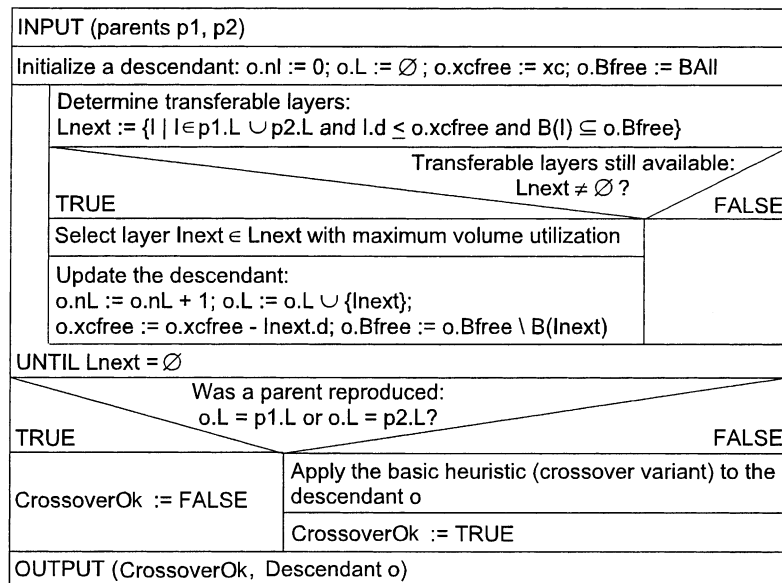 INPUT (parents p1, p2)
Initialize a descendant: o.nl := 0; o.L := ∅ ; o.xcfree := xc; o.Bfree := BAll
Determine transferable layers:
Lnext := {l | l∈p1.L ∪ p2.L and l.d ≤ o.xcfree and B(l) ⊆ o.Bfree}
Transferable layers still available:
Lnext ≠ ∅ ?
TRUE
FALSE
Select layer lnext ∈ Lnext with maximum volume utilization
Update the descendant:
o.nL := o.nL + 1; o.L := o.L ∪ {lnext};
o.xcfree := o.xcfree - lnext.d; o.Bfree := o.Bfree \ B(lnext)
UNTIL Lnext = ∅
Was a parent reproduced:
o.L = p1.L or o.L = p2.L?
TRUE
FALSE
CrossoverOk := FALSE
Apply the basic heuristic (crossover variant) to the
descendant o
CrossoverOk := TRUE
OUTPUT (CrossoverOk, Descendant o)